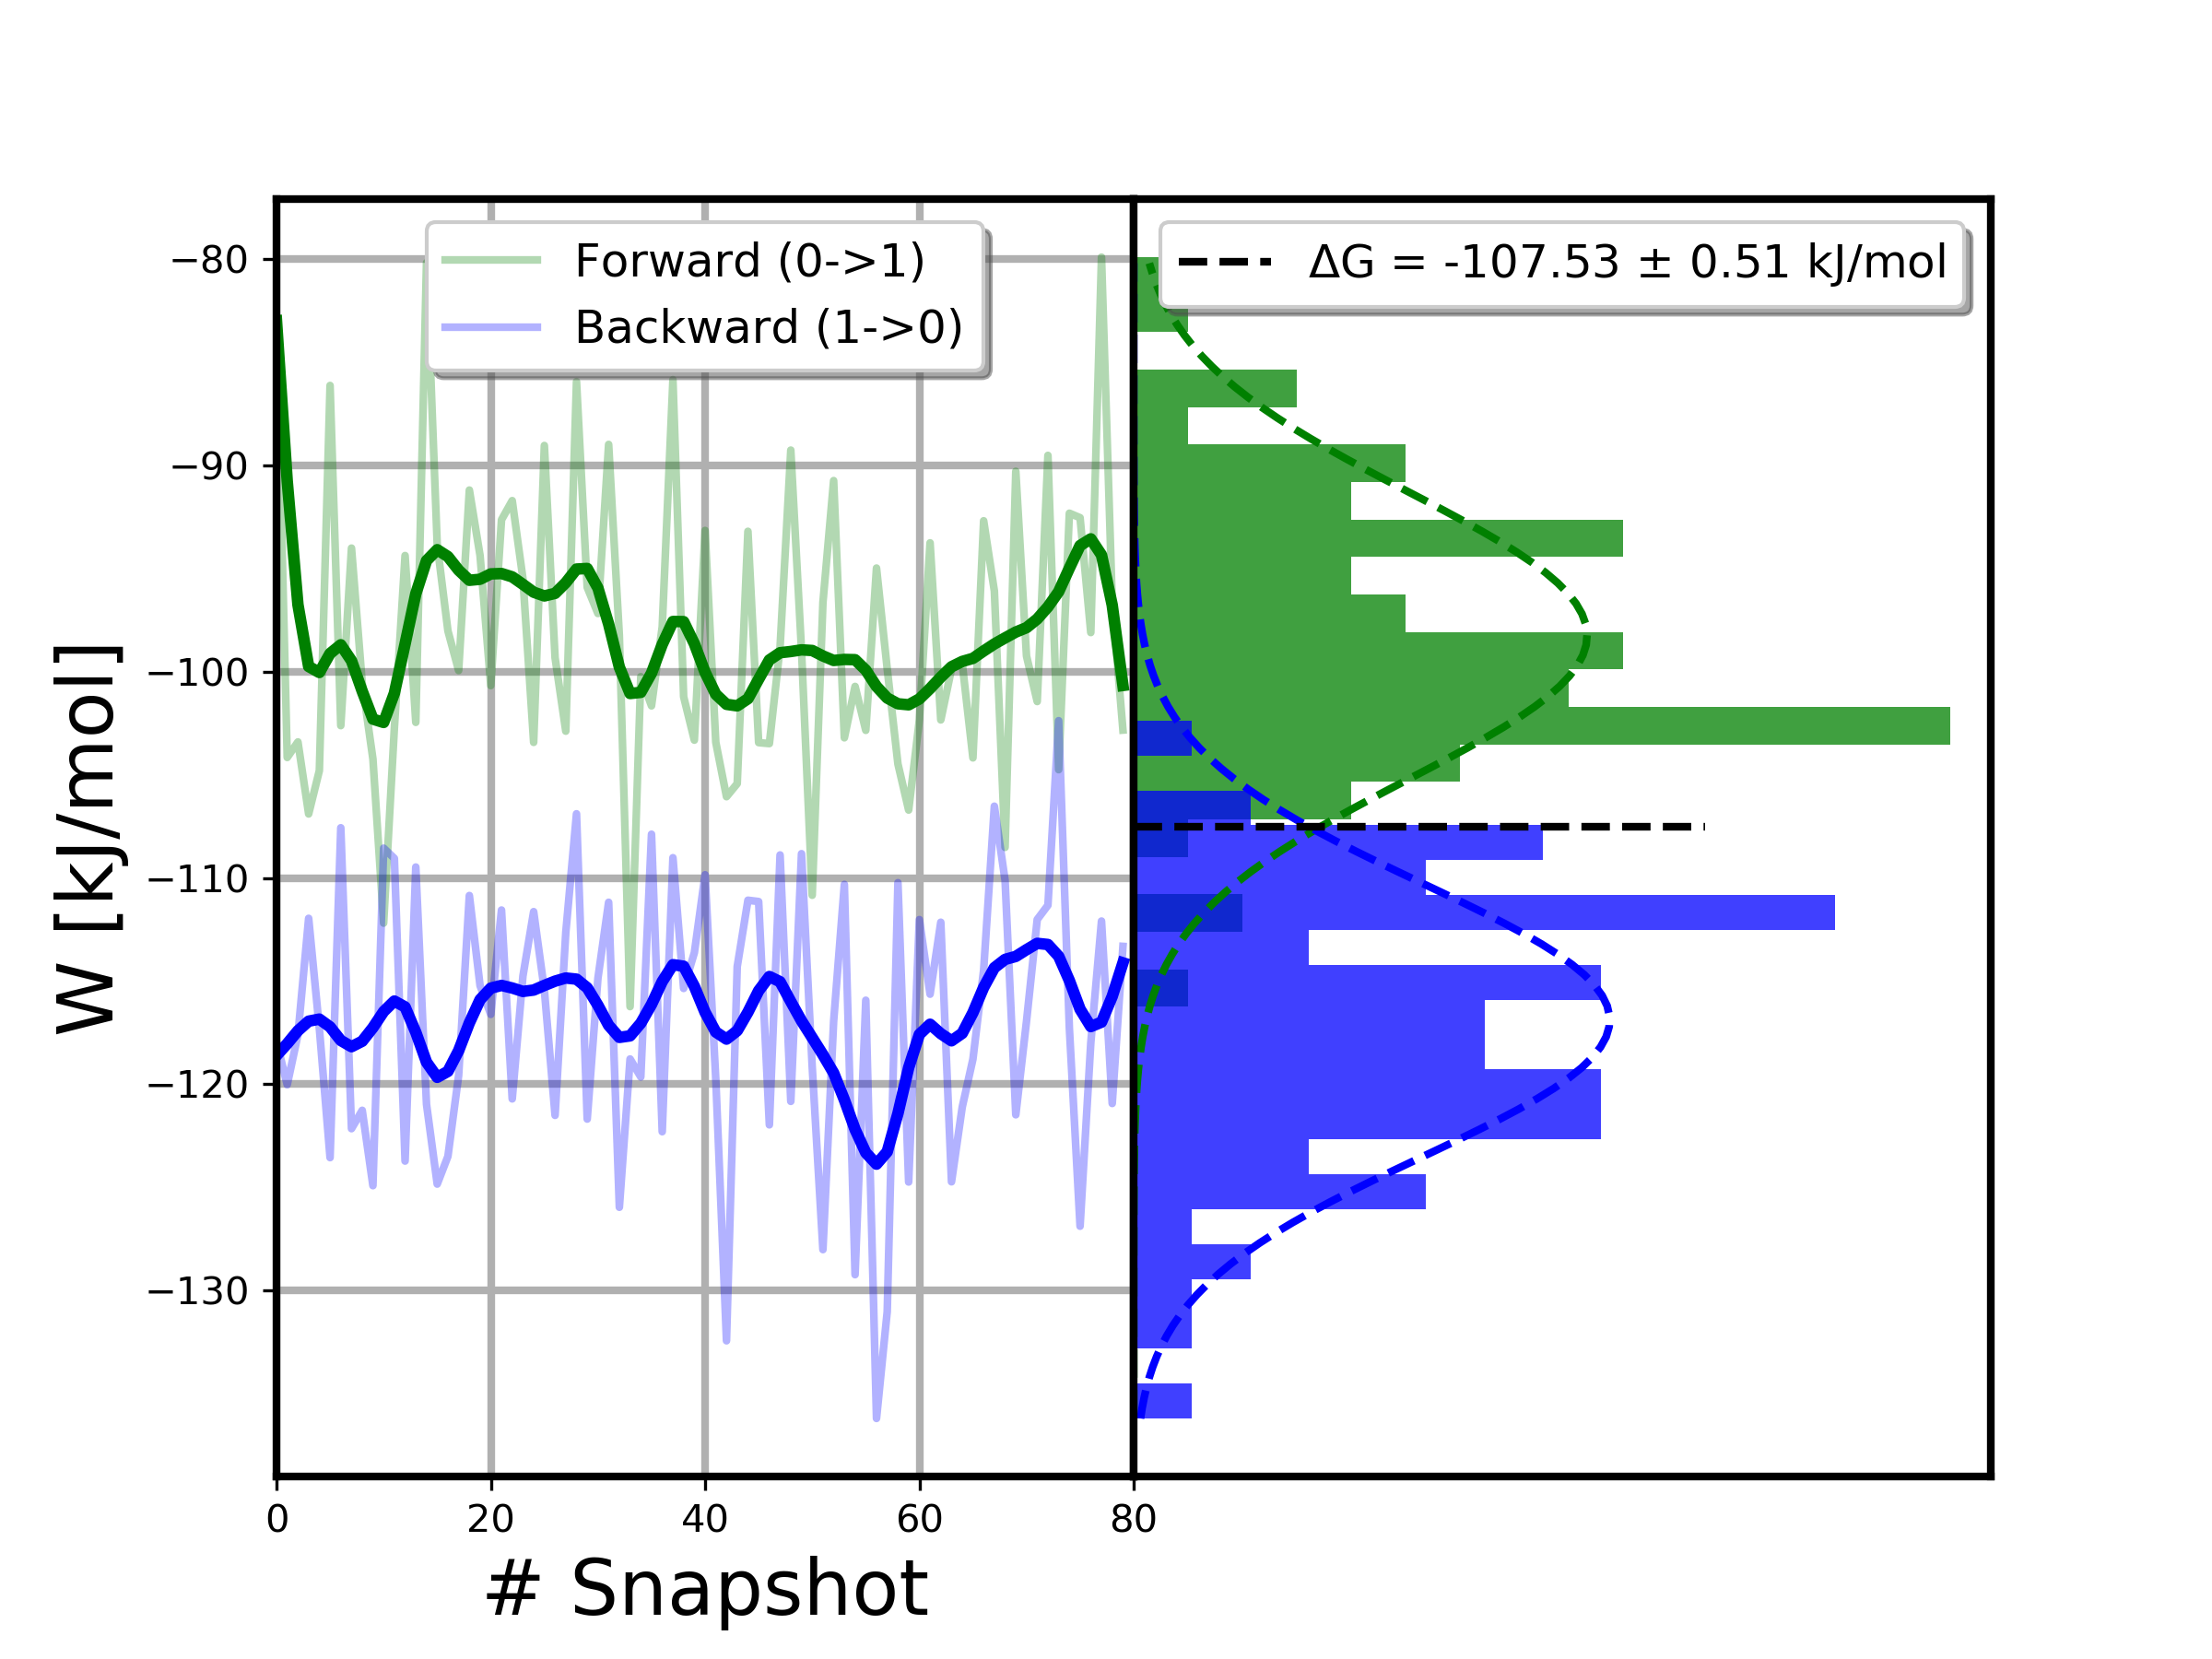 Forward (0->1)
Backward (1->0)
ΔG = -107.53 ± 0.51 kJ/mol
W [kJ/mol]
−80
−90
−100
−110
−120
−130
0 20 40 60 80
# Snapshot